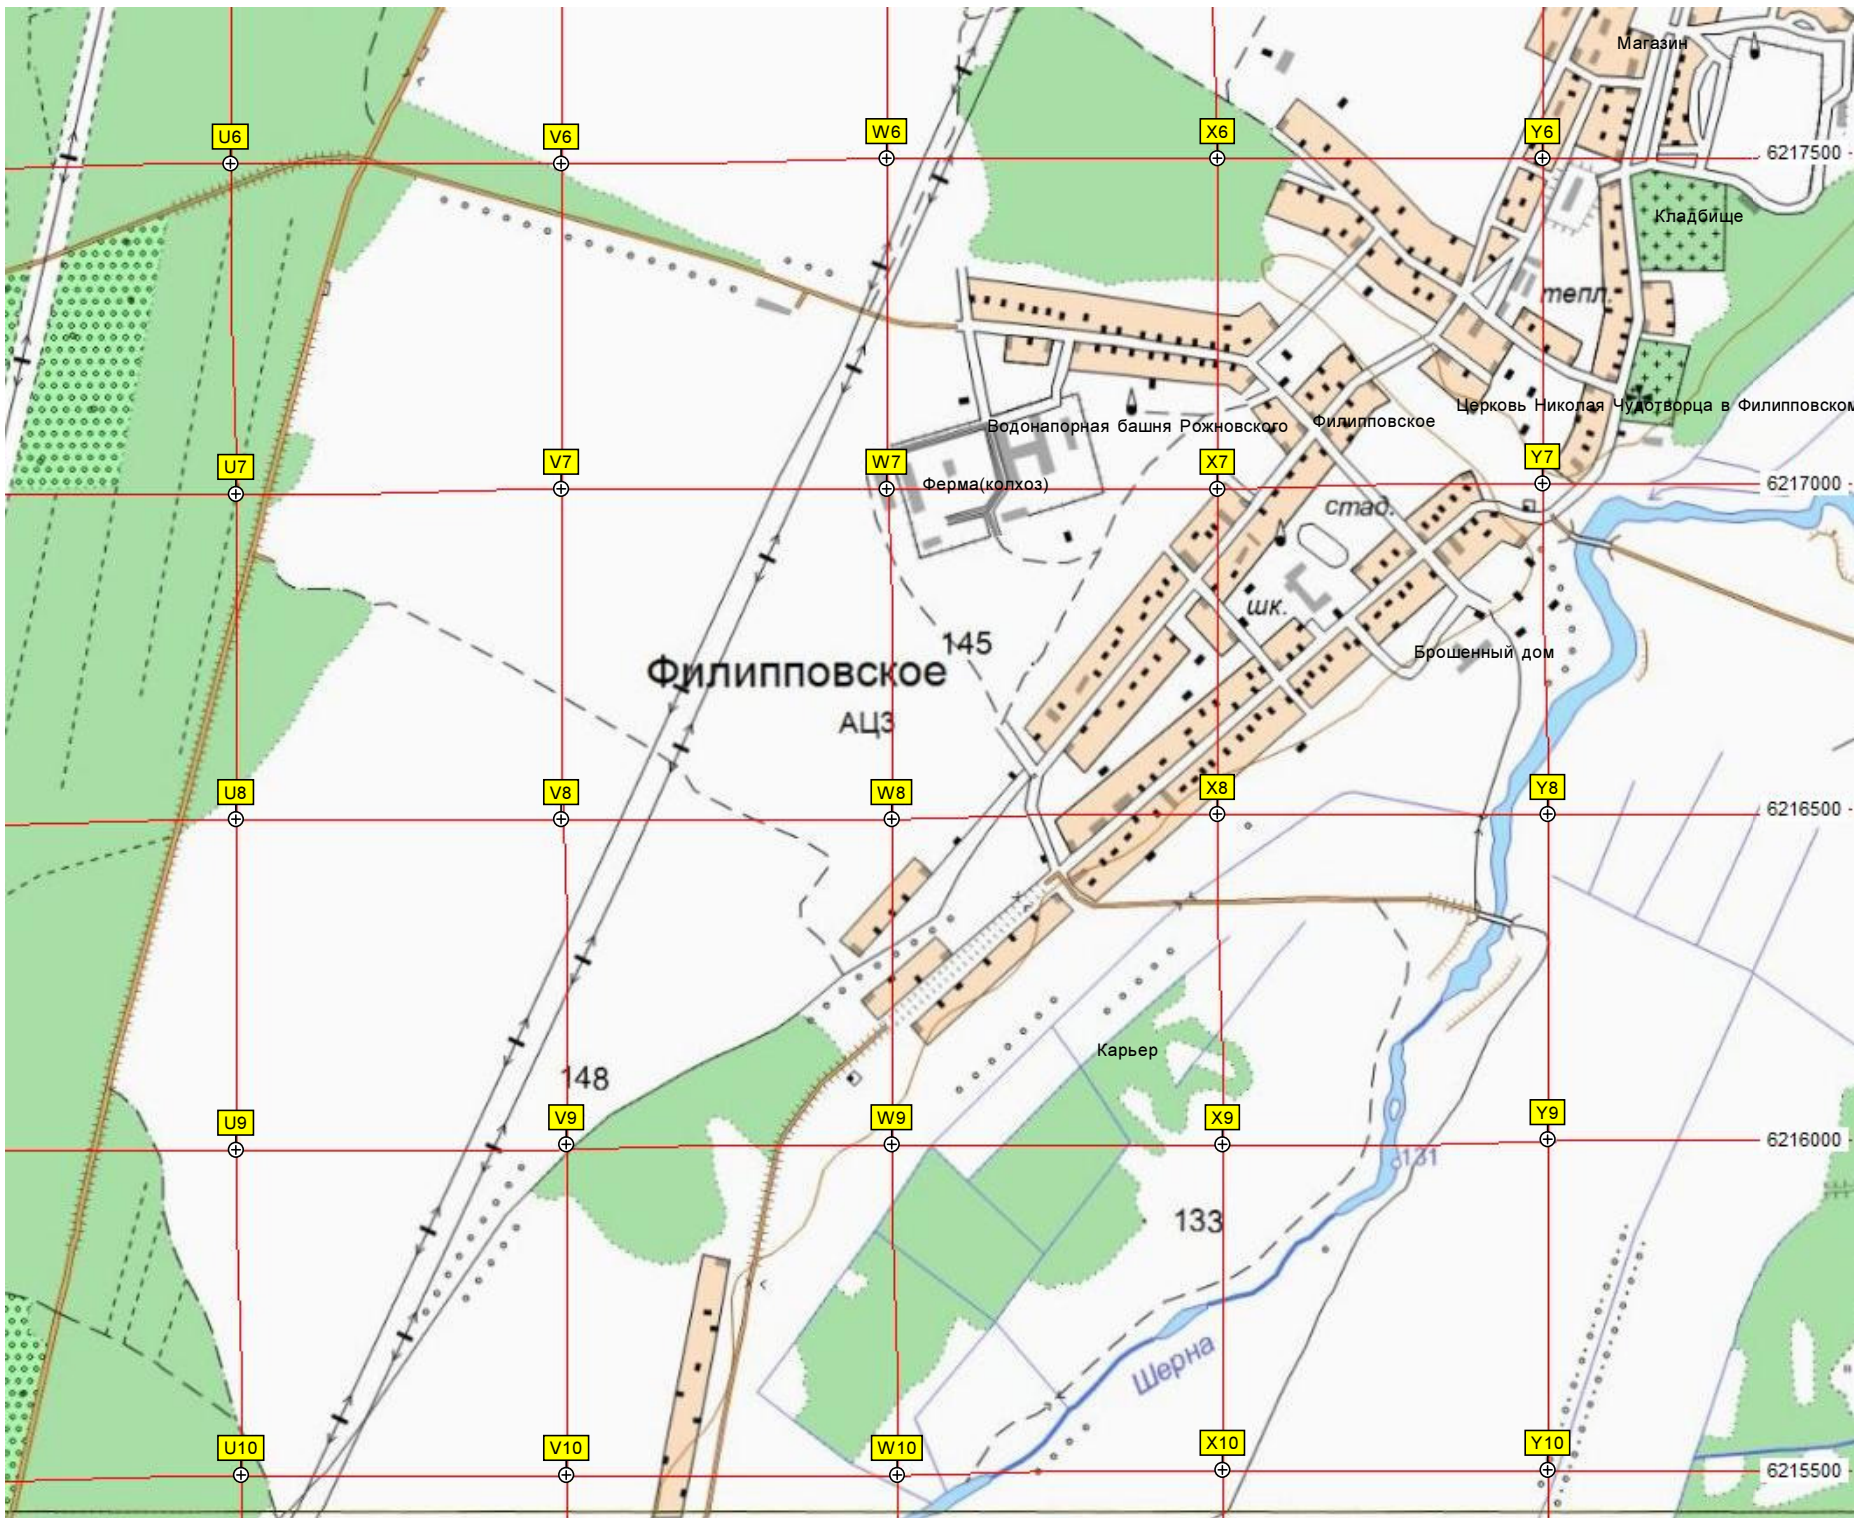 Магазин
U6
V6
W6
X6
Y6
6217500
Кладбище
тепл.
Церковь Николая Чудотворца в Филипповском
Филипповское
Водонапорная башня Рожновского
U7
V7
W7
X7
Y7
Ферма(колхоз)
6217000
стад.
шк.
145
Брошенный дом
Филипповское
АЦЗ
U8
V8
W8
X8
Y8
6216500
Карьер
148
U9
V9
W9
X9
Y9
6216000
131
133
Шерна
U10
V10
W10
X10
Y10
6215500